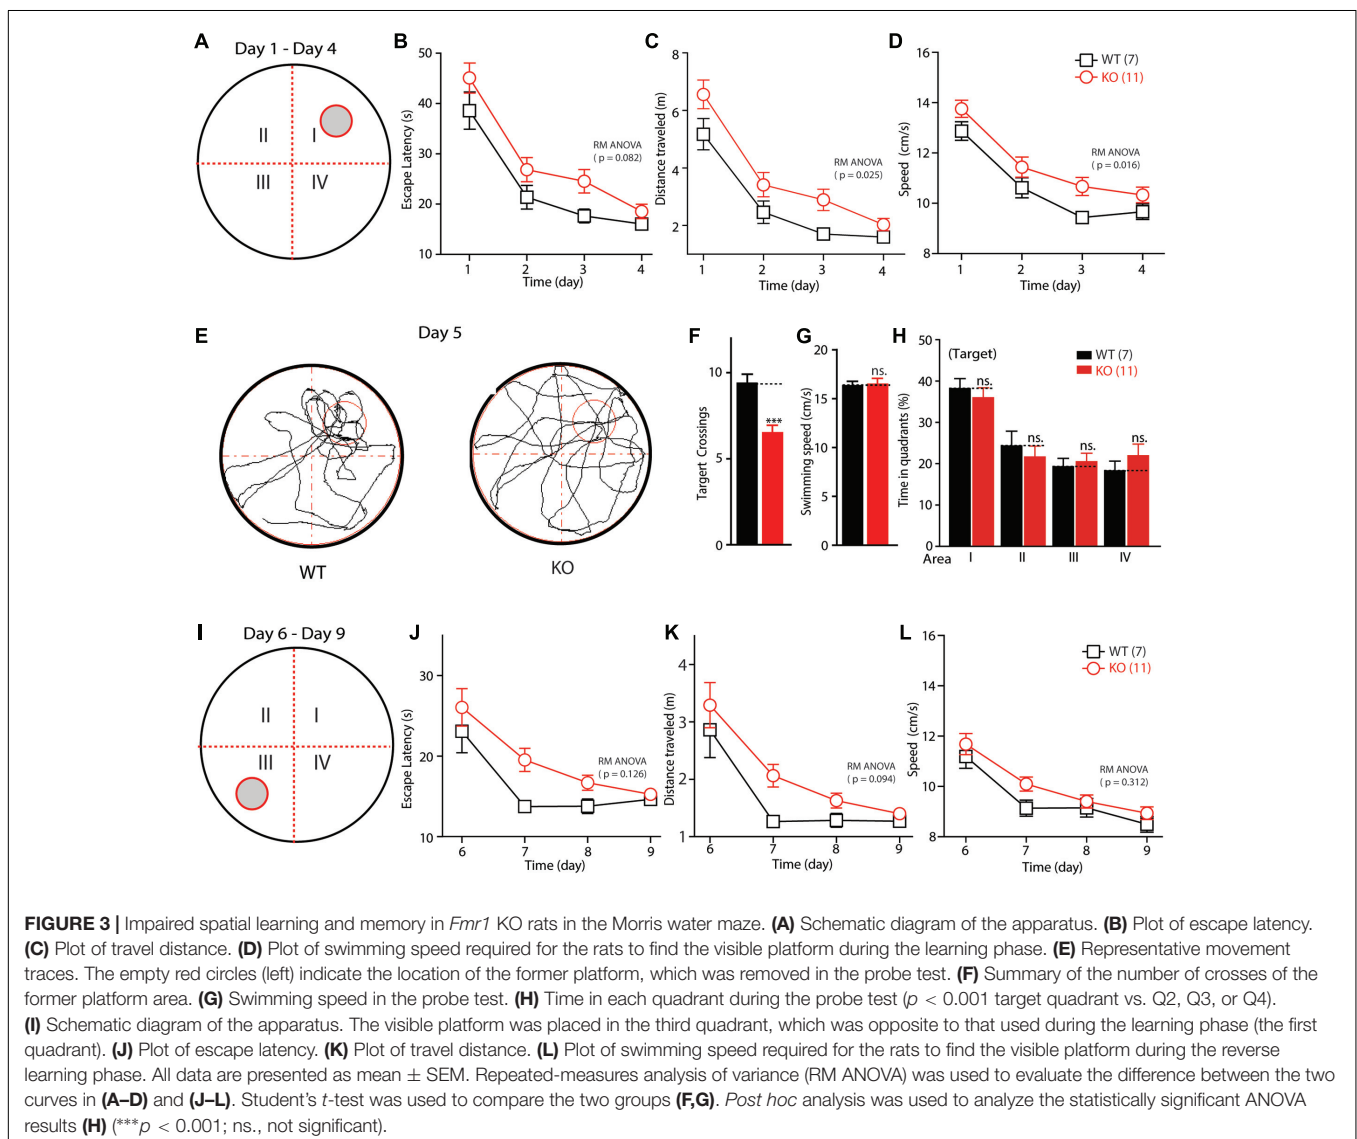 A
Day 1 - Day 4
II
I
III
IV
B
Escape Latency (s)
50
40
30
20
10
RM ANOVA
( p = 0.082)
1 2 3 4
Time (day)
C
Distance traveled (m)
8
6
4
2
RM ANOVA
( p = 0.025)
1 2 3 4
Time (day)
D
Speed (cm/s)
16
14
12
10
8
WT (7)
KO (11)
RM ANOVA
( p = 0.016)
1 2 3 4
Time (day)
E
Day 5
WT
KO
F
Targert Crossings
10
5
0
***
G
Swimming speed (cm/s)
20
15
10
5
0
ns.
H
Time in quadrants (%)
50
40
30
20
10
0
(Target)
WT (7)
KO (11)
ns.
ns.
ns.
ns.
Area I II III IV
I
Day 6 - Day 9
II
I
III
IV
J
Escape Latency (s)
30
20
10
RM ANOVA
( p = 0.126)
6 7 8 9
Time (day)
K
Distance traveled (m)
4
3
2
1
RM ANOVA
( p = 0.094)
6 7 8 9
Time (day)
L
Speed (cm/s)
16
14
12
10
8
WT (7)
KO (11)
RM ANOVA
( p = 0.312)
6 7 8 9
Time (day)
FIGURE 3 | Impaired spatial learning and memory in Fmr1 KO rats in the Morris water maze. (A) Schematic diagram of the apparatus. (B) Plot of escape latency.
(C) Plot of travel distance. (D) Plot of swimming speed required for the rats to find the visible platform during the learning phase. (E) Representative movement
traces. The empty red circles (left) indicate the location of the former platform, which was removed in the probe test. (F) Summary of the number of crosses of the
former platform area. (G) Swimming speed in the probe test. (H) Time in each quadrant during the probe test (p < 0.001 target quadrant vs. Q2, Q3, or Q4).
(I) Schematic diagram of the apparatus. The visible platform was placed in the third quadrant, which was opposite to that used during the learning phase (the first
quadrant). (J) Plot of escape latency. (K) Plot of travel distance. (L) Plot of swimming speed required for the rats to find the visible platform during the reverse
learning phase. All data are presented as mean ± SEM. Repeated-measures analysis of variance (RM ANOVA) was used to evaluate the difference between the two
curves in (A–D) and (J–L). Student's t-test was used to compare the two groups (F,G). Post hoc analysis was used to analyze the statistically significant ANOVA
results (H) (***p < 0.001; ns., not significant).